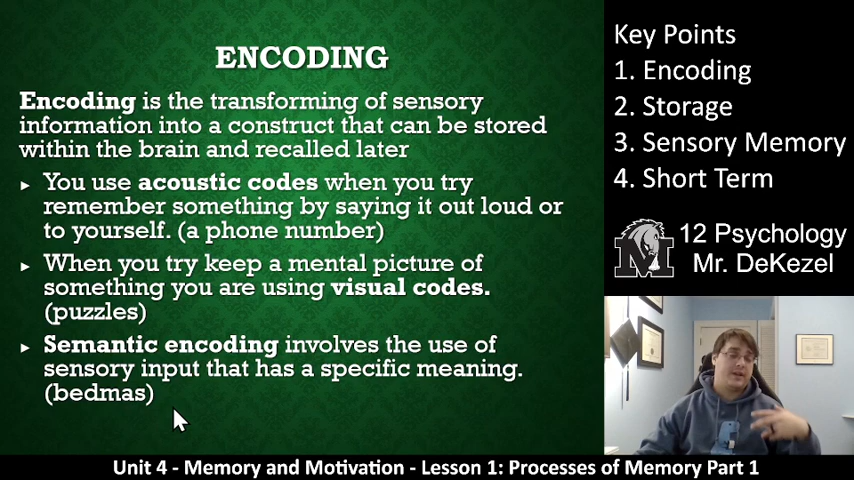 ENCODING
Encoding is the transforming of sensory
information into a construct that can be stored
within the brain and recalled later
You use acoustic codes when you try
remember something by saying it out loud or
to yourself. (a phone number)
When you try keep a mental picture of
something you are using visual codes.
(puzzles)
Semantic encoding involves the use of
sensory input that has a specific meaning.
(bedmas)
Key Points
1. Encoding
2. Storage
3. Sensory Memory
4. Short Term
M
12 Psychology
Mr. DeKezel
Unit 4 - Memory and Motivation - Lesson 1: Processes of Memory Part 1